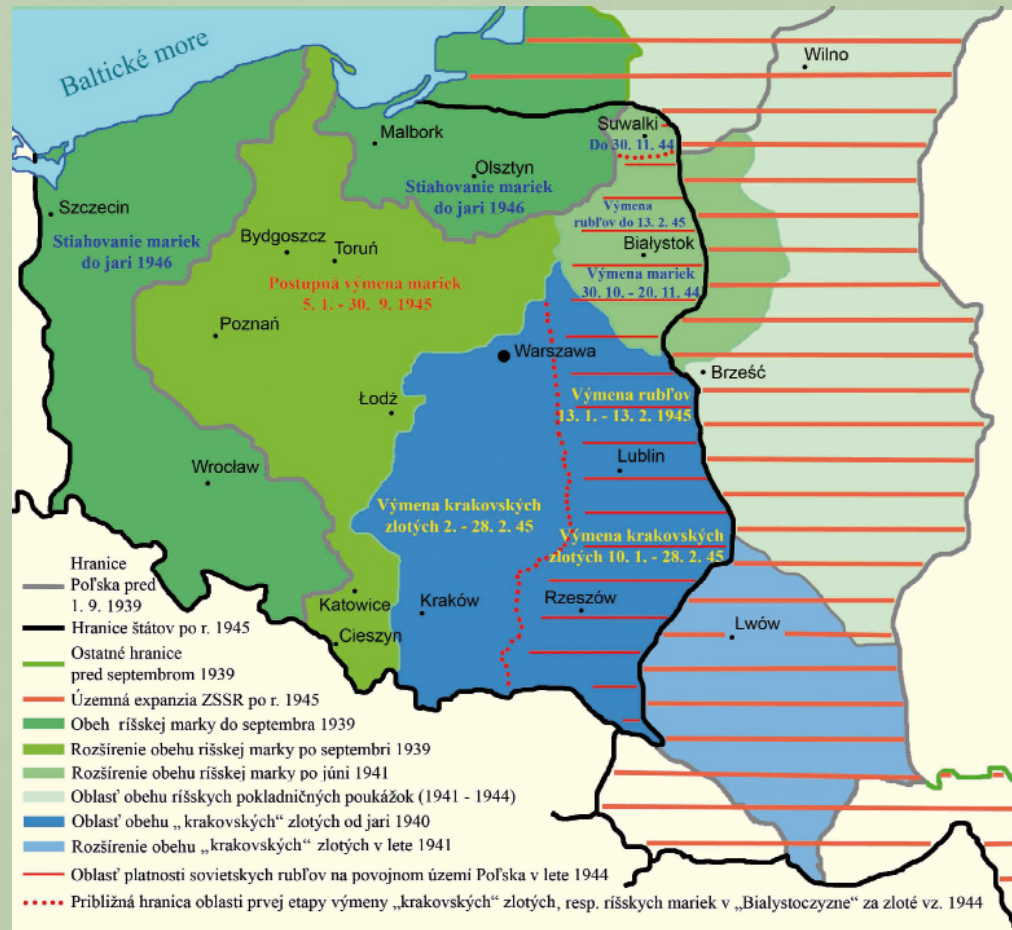 Baltické more
Wilno
Malbork
Suwalki
Do 30. 11. 44
Olsztyn
Stiahovanie mariek
do jari 1946
Szczecin
Stiahovanie mariek
do jari 1946
Výmena
rubľov do 13. 2. 45
Bydgoszcz
Toruń
Białystok
Postupná výmena mariek
5. 1. - 30. 9. 1945
Výmena mariek
30. 10. - 20. 11. 44
Poznań
Warszawa
Brześć
Łodź
Výmena rubľov
13. 1. - 13. 2. 1945
Wrocław
Lublin
Výmena krakovských
zlotých 2. - 28. 2. 45
Výmena krakovských
zlotých 10. 1. - 28. 2. 45
Katowice
Kraków
Rzeszów
Cieszyn
Lwów
Hranice
Poľska pred
1. 9. 1939
Hranice štátov po r. 1945
Ostatné hranice
pred septembrom 1939
Územná expanzia ZSSR po r. 1945
Obeh ríšskej marky do septembra 1939
Rozšírenie obehu rišskej marky po septembri 1939
Rozšírenie obehu ríšskej marky po júni 1941
Oblasť obehu ríšskych pokladničných poukážok (1941 - 1944)
Oblasť obehu „krakovských“ zlotých od jari 1940
Rozšírenie obehu „krakovských“ zlotých v lete 1941
Oblasť platnosti sovietskych rubľov na povojnom území Poľska v lete 1944
Približná hranica oblasti prvej etapy výmeny „krakovských“ zlotých, resp. ríšskych mariek v „Bialystoczyzne“ za zloté vz. 1944